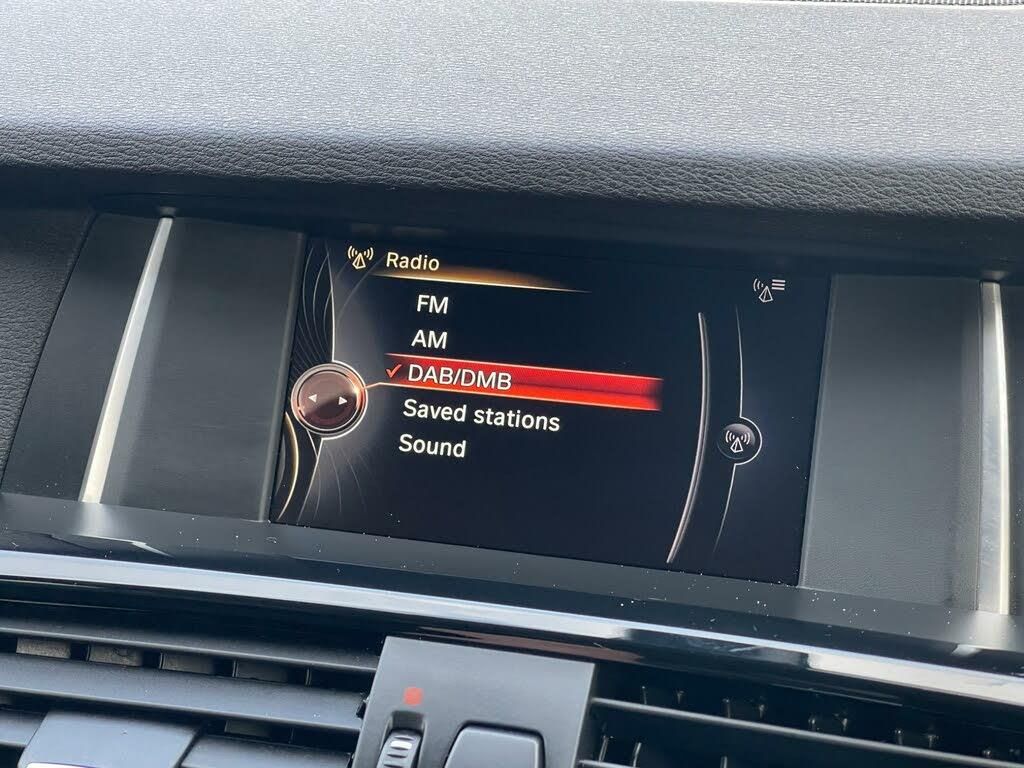 Radio
FM
AM
✓ DAB/DMB
Saved stations
Sound